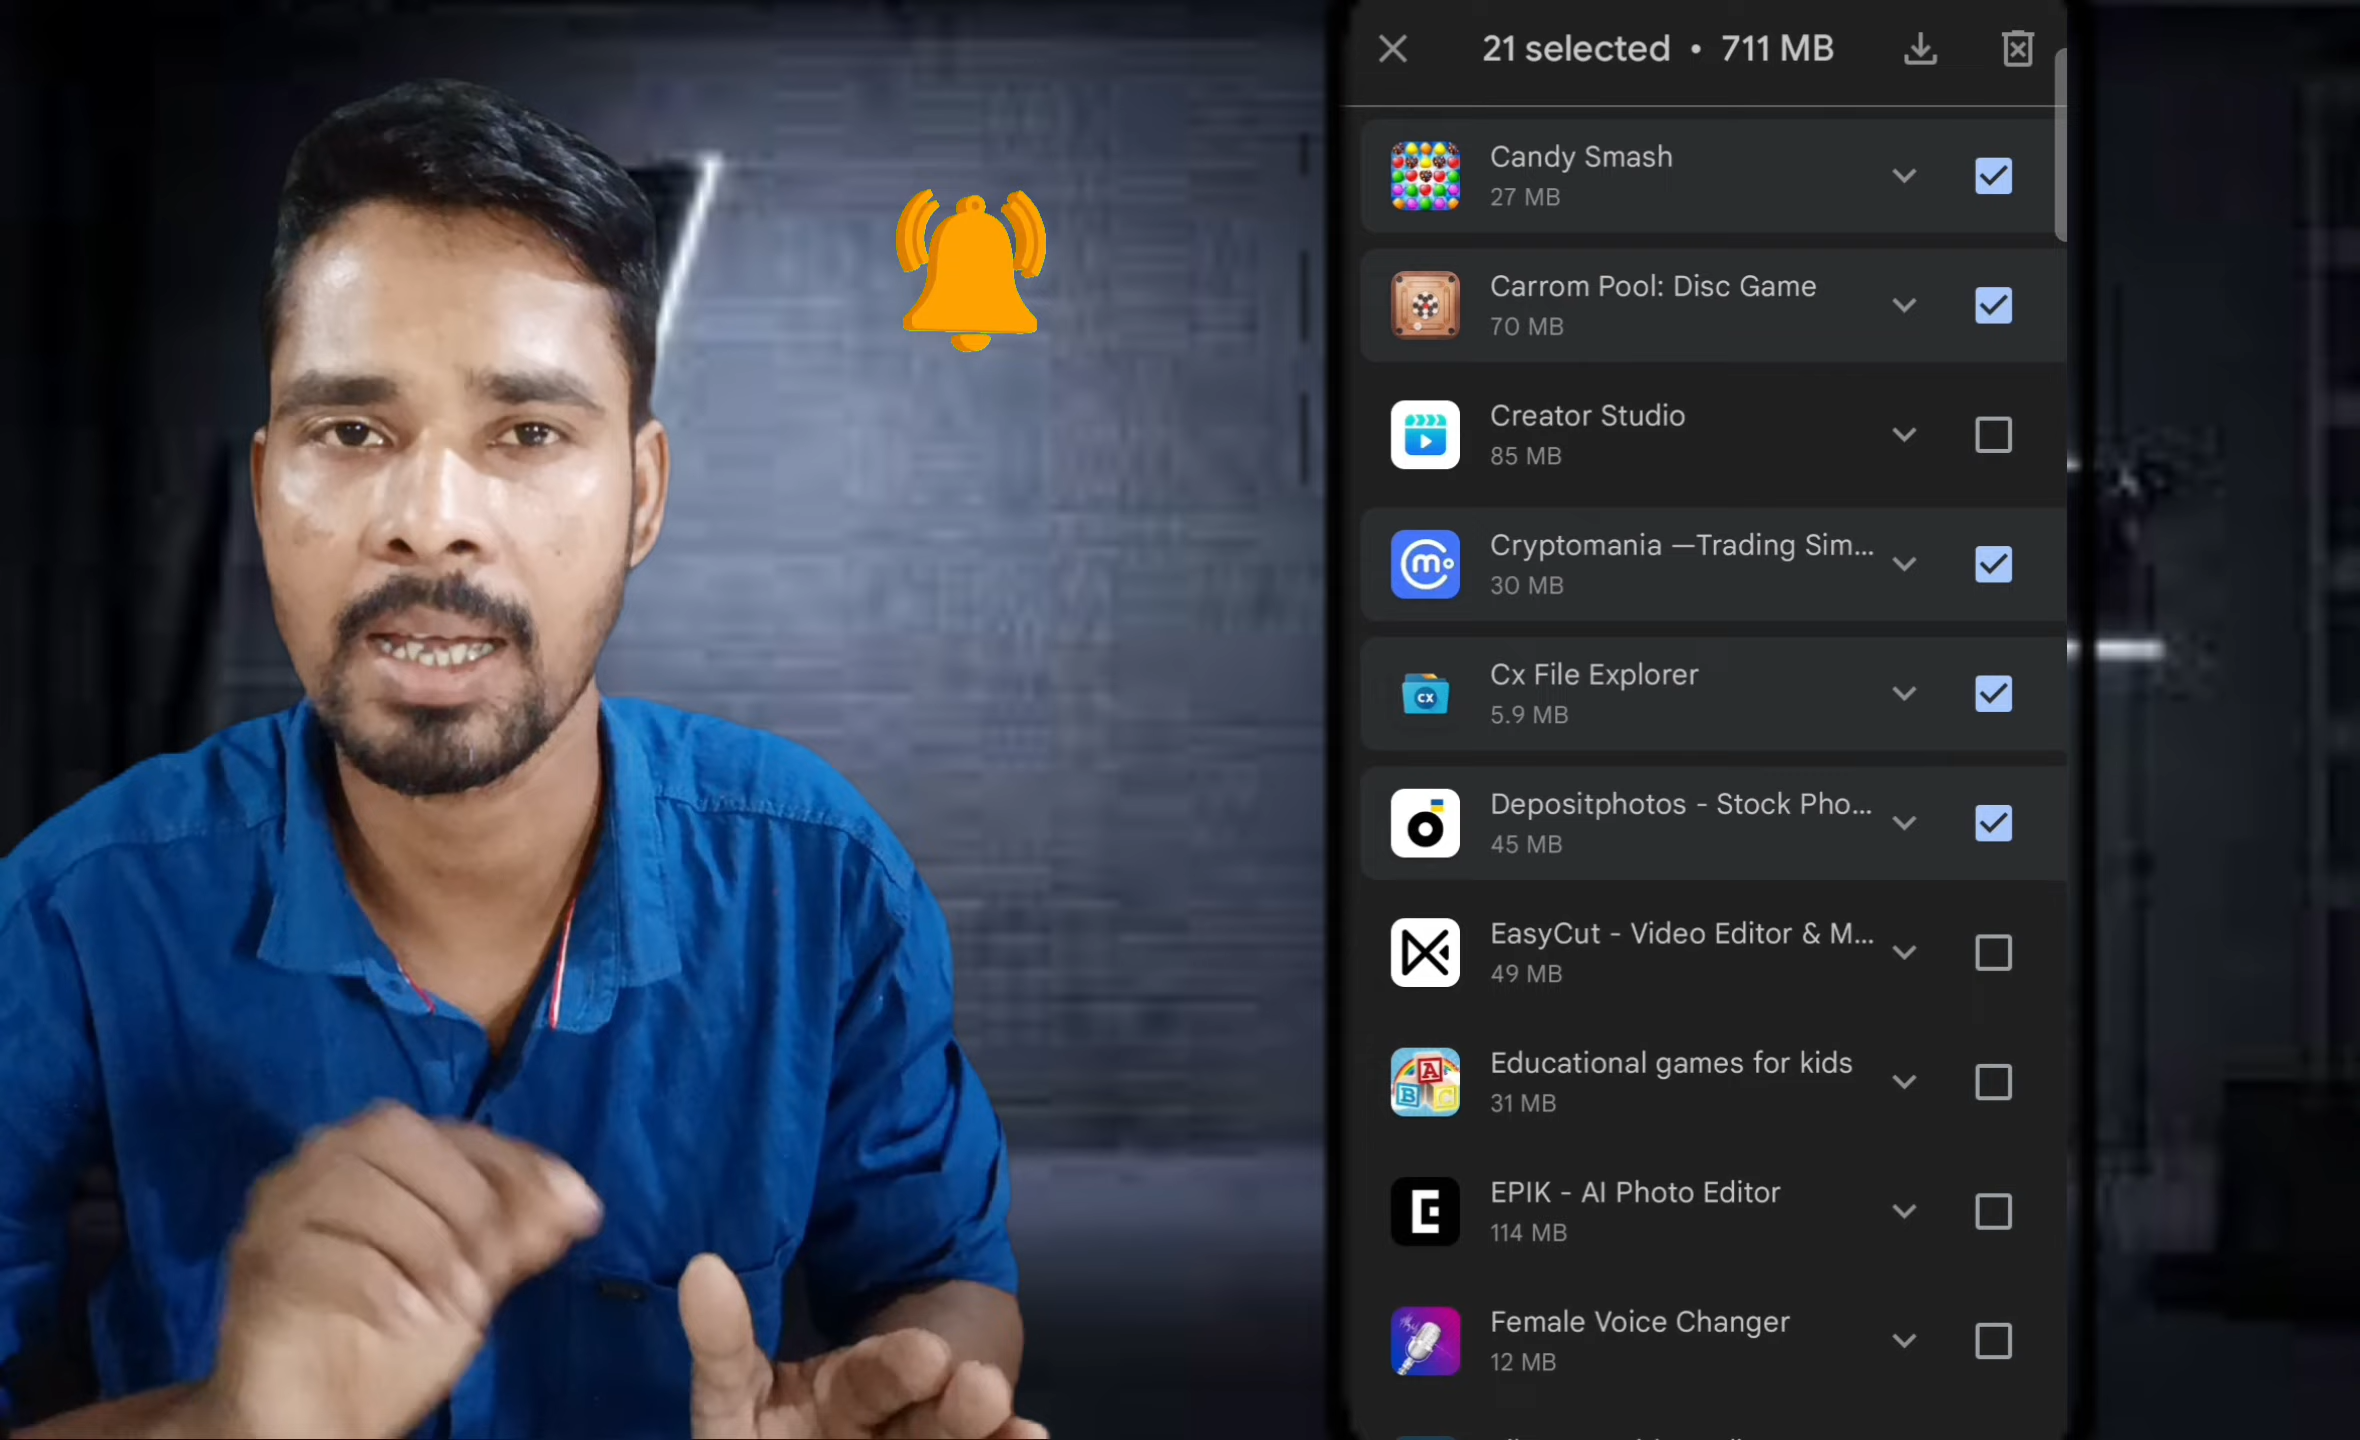 21 selected • 711 MB
Candy Smash
27 MB
Carrom Pool: Disc Game
70 MB
Creator Studio
85 MB
Cryptomania —Trading Sim...
30 MB
Cx File Explorer
5.9 MB
CX
Depositphotos - Stock Pho...
45 MB
EasyCut - Video Editor & M...
49 MB
Educational games for kids
31 MB
A
B C
EPIK - AI Photo Editor
114 MB
Female Voice Changer
12 MB